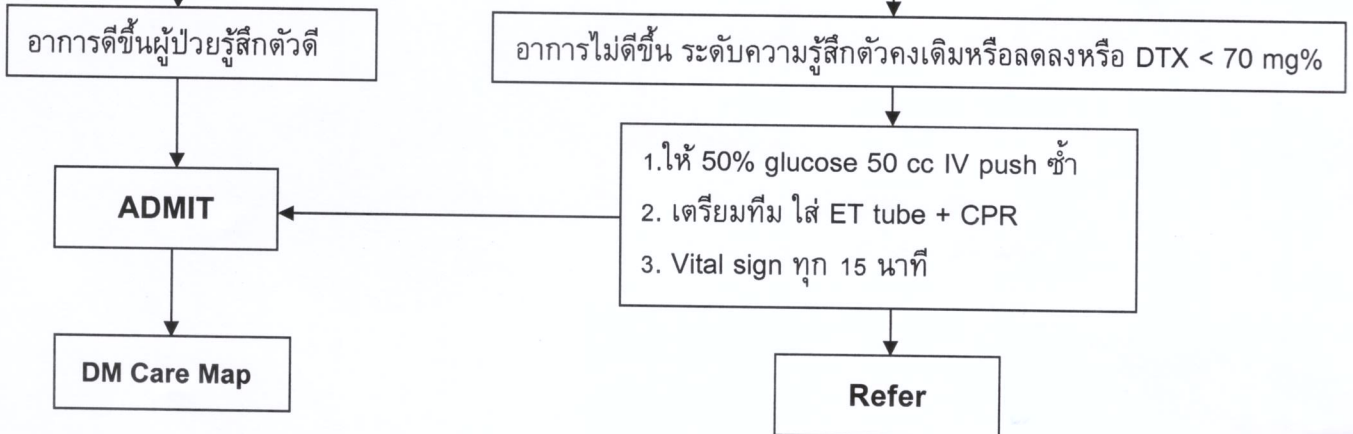 อาการดีขึ้นผู้ป่วยรู้สึกตัวดี
อาการไม่ดีขึ้น ระดับความรู้สึกตัวคงเดิมหรือลดลงหรือ DTX < 70 mg%
1.ให้ 50% glucose 50 cc IV push ซ้ำ
2. เตรียมทีม ใส่ ET tube + CPR
3. Vital sign ทุก 15 นาที
ADMIT
DM Care Map
Refer